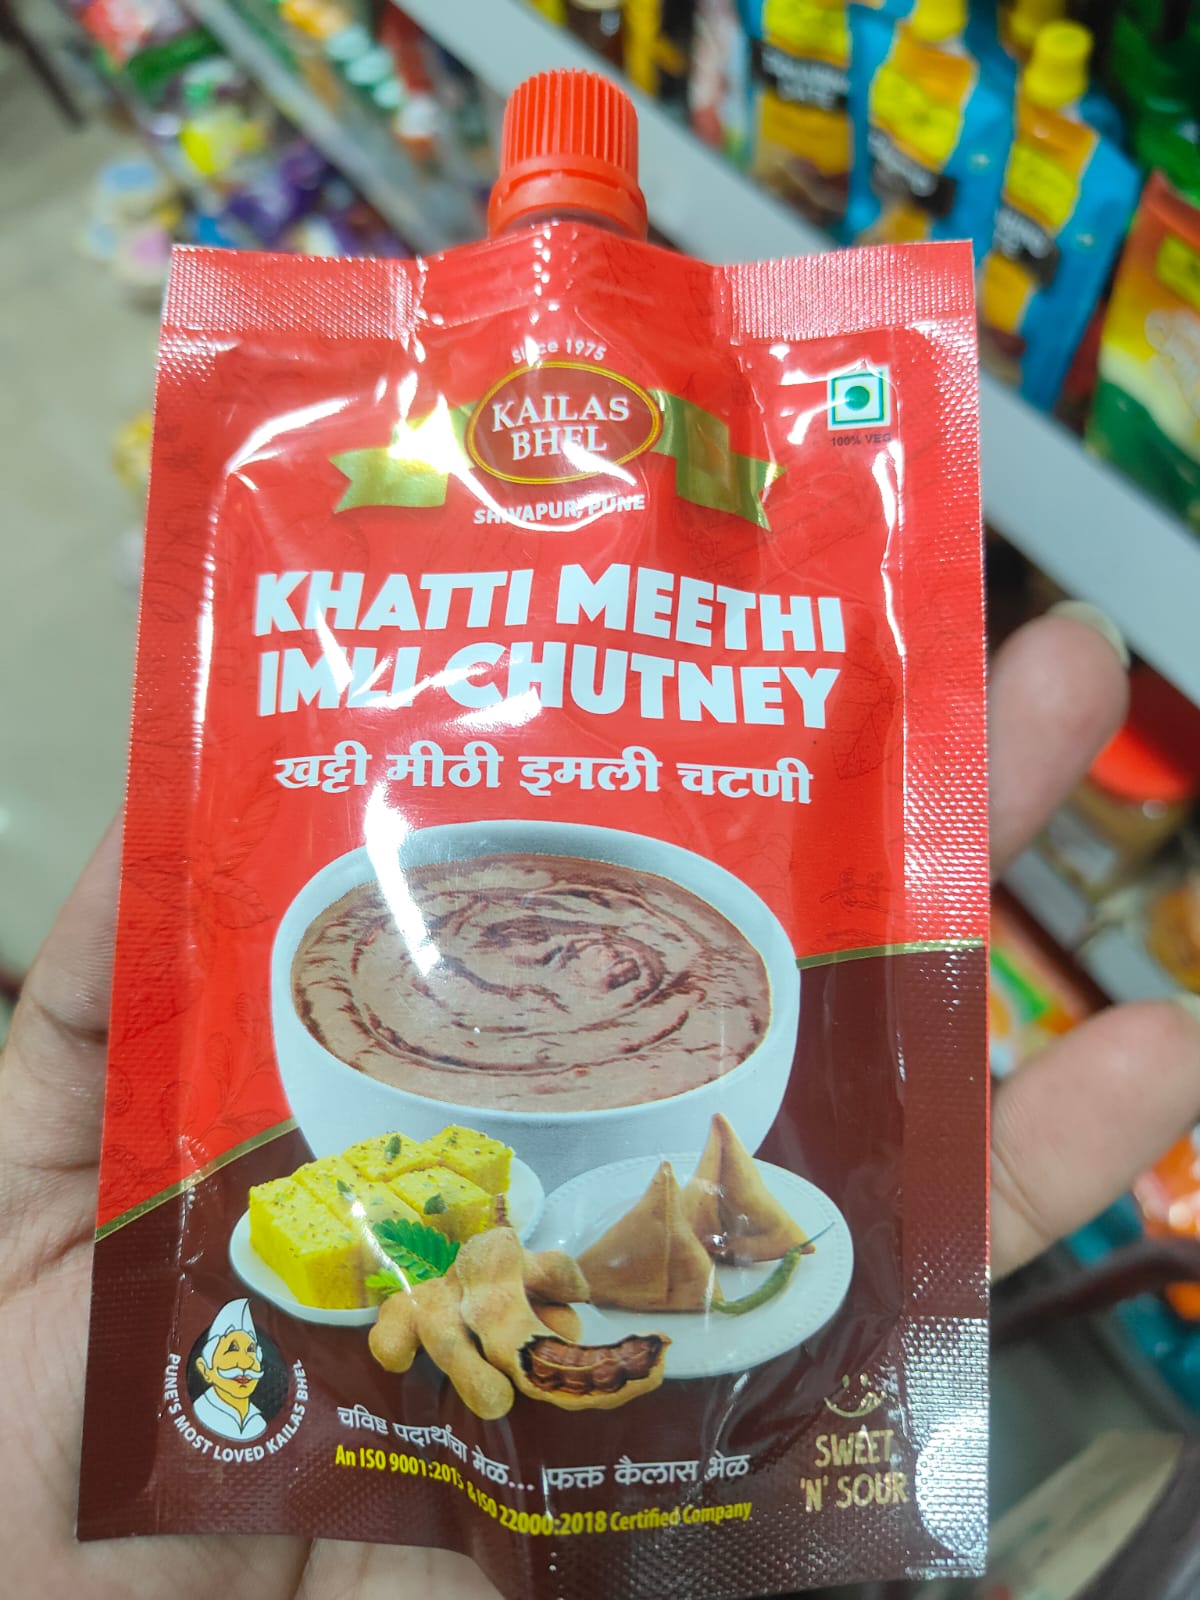 Since 1975
KAILAS
BHEL
SHIVAPUR, PUNE
100% VEG
KHATTI MEETHI
IMLI CHUTNEY
खट्टी मीठी इमली चटणी
PUNE'S MOST LOVED KAILAS BHEL
चविष्ट पदार्थांचा मेळ... फक्त कैलास भेळ
An ISO 9001:2015 & ISO 22000:2018 Certified Company
SWEET
'N' SOUR